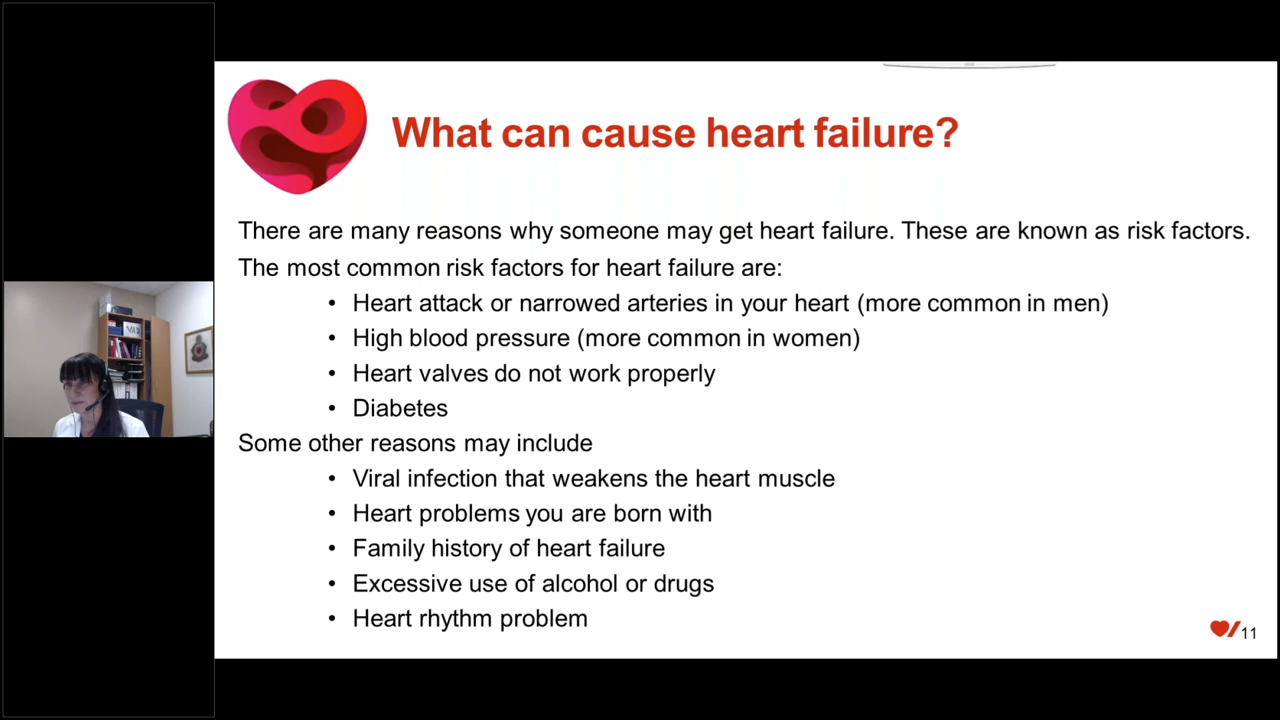 What can cause heart failure?
There are many reasons why someone may get heart failure. These are known as risk factors.
The most common risk factors for heart failure are:
• Heart attack or narrowed arteries in your heart (more common in men)
• High blood pressure (more common in women)
• Heart valves do not work properly
• Diabetes
Some other reasons may include
• Viral infection that weakens the heart muscle
• Heart problems you are born with
• Family history of heart failure
• Excessive use of alcohol or drugs
• Heart rhythm problem
11